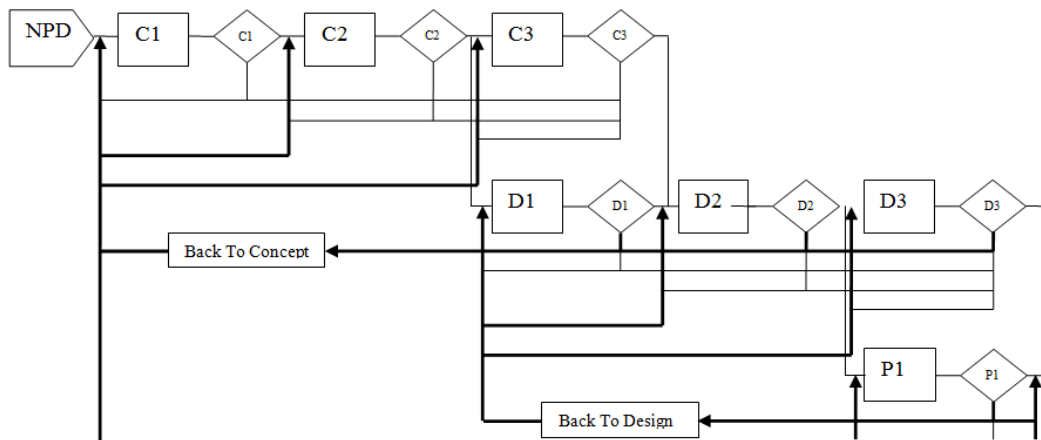 NPD
C1
C1
C2
C2
C3
C3
D1
D1
D2
D2
D3
D3
Back To Concept
P1
P1
Back To Design